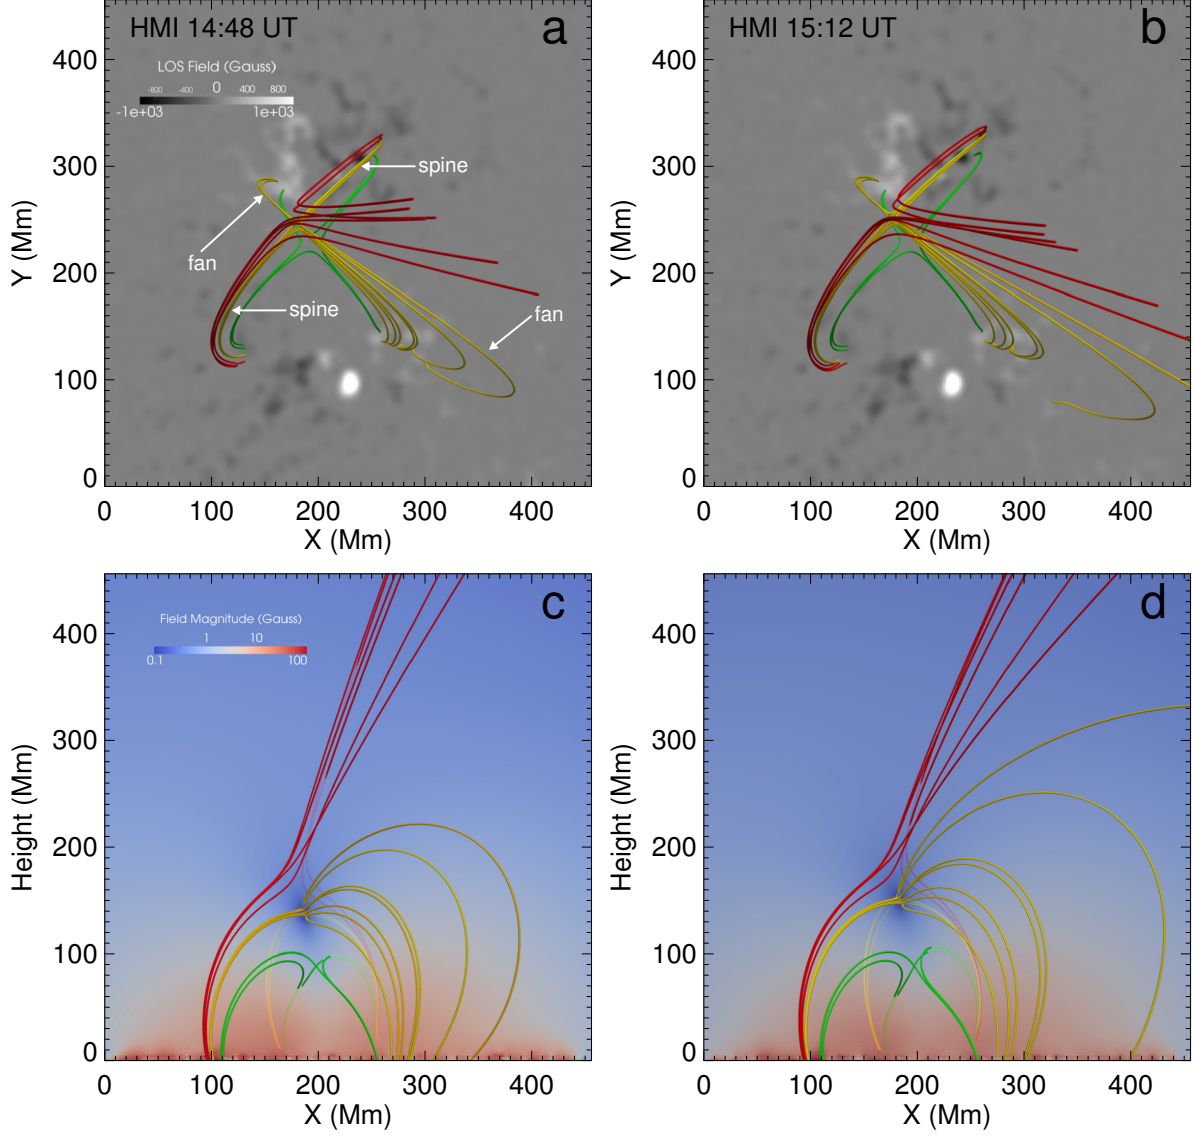 HMI 14:48 UT
a
LOS Field (Gauss)
-800 -400 0 400 800
-1e+03 1e+03
spine
fan
spine
fan
400
300
200
100
0
Y (Mm)
0 100 200 300 400
X (Mm)
HMI 15:12 UT
b
400
300
200
100
0
Y (Mm)
0 100 200 300 400
X (Mm)
c
Field Magnitude (Gauss)
1 10
0.1 100
400
300
200
100
0
Height (Mm)
0 100 200 300 400
X (Mm)
d
400
300
200
100
0
Height (Mm)
0 100 200 300 400
X (Mm)